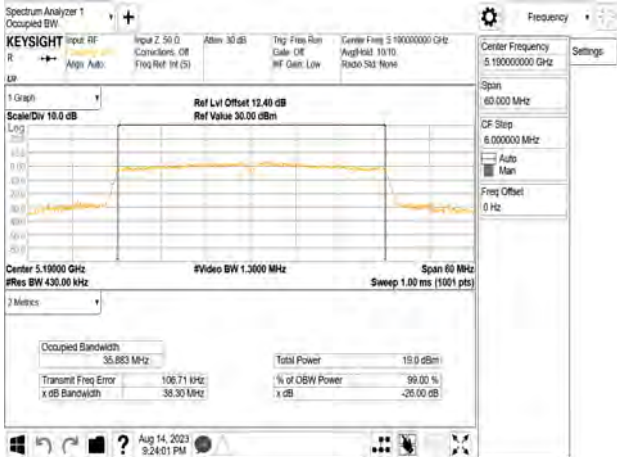 Spectrum Analyzer 1
Occupied BW
Frequency
KEYSIGHT
R
Input: RF
Align: Auto
Input Z: 50 Ω
Corrections: Off
Freq Ref: Int (S)
Atten: 30 dB
Trig: Free Run
Gate: Off
#IF Gain: Low
Center Freq: 5.190000000 GHz
Avg|Hold: 10/10
Radio Std: None
Center Frequency
5.190000000 GHz
Settings
Span
60.000 MHz
CF Step
6.000000 MHz
Auto
Man
Freq Offset
0 Hz
1 Graph
Scale/Div 10.0 dB
Ref Lvl Offset 12.40 dB
Ref Value 30.00 dBm
Log
Center 5.19000 GHz
#Res BW 430.00 kHz
#Video BW 1.3000 MHz
Span 60 MHz
Sweep 1.00 ms (1001 pts)
2 Metrics
Occupied Bandwidth
35.883 MHz
Total Power 19.0 dBm
Transmit Freq Error 106.71 kHz
% of OBW Power 99.00 %
x dB Bandwidth 38.30 MHz
x dB -26.00 dB
?
Aug 14, 2023
9:24:01 PM